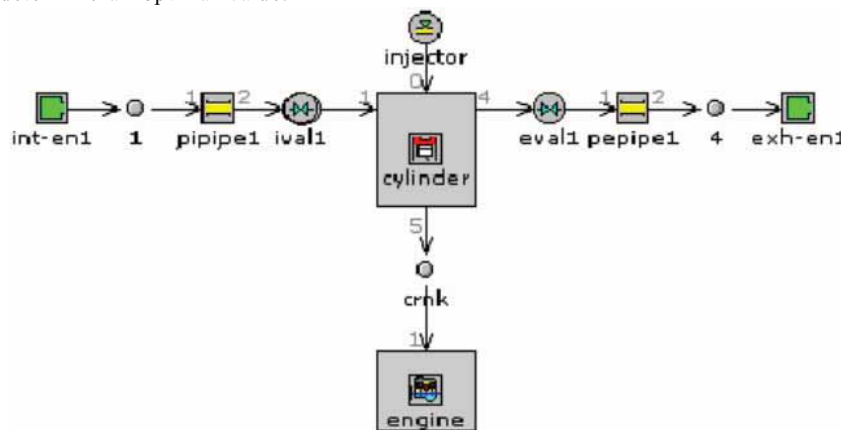 injector
0
1 2 1 4 1 2
int-en1 1 pipipe1 ival1 eval1 pepipe1 4 exh-en1
cylinder
5
crnk
1
engine